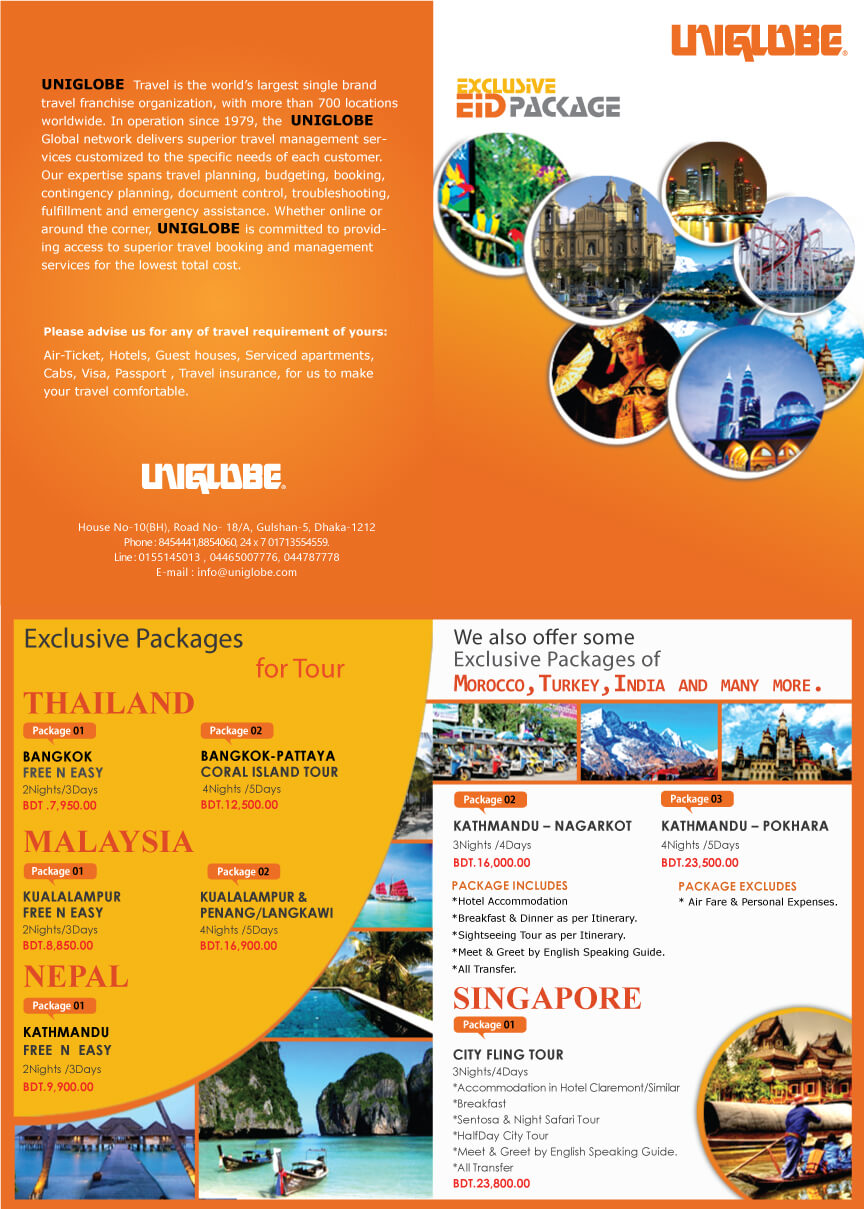 UNIGLOBE Travel is the world's largest single brand
travel franchise organization, with more than 700 locations
worldwide. In operation since 1979, the UNIGLOBE
Global network delivers superior travel management ser-
vices customized to the specific needs of each customer.
Our expertise spans travel planning, budgeting, booking,
contingency planning, document control, troubleshooting,
fulfillment and emergency assistance. Whether online or
around the corner, UNIGLOBE is committed to provid-
ing access to superior travel booking and management
services for the lowest total cost.
Please advise us for any of travel requirement of yours:
Air-Ticket, Hotels, Guest houses, Serviced apartments,
Cabs, Visa, Passport , Travel insurance, for us to make
your travel comfortable.
UNIGLOBE®
House No-10(BH), Road No- 18/A, Gulshan-5, Dhaka-1212
Phone : 8454441,8854060, 24 x 7 01713554559.
Line : 0155145013 , 04465007776, 044787778
E-mail : info@uniglobe.com
UNIGLOBE®
EXCLUSIVE
EID PACKAGE
Exclusive Packages
for Tour
THAILAND
Package 01
BANGKOK
FREE N EASY
2Nights/3Days
BDT .7,950.00
Package 02
BANGKOK-PATTAYA
CORAL ISLAND TOUR
4Nights /5Days
BDT.12,500.00
MALAYSIA
Package 01
KUALALAMPUR
FREE N EASY
2Nights/3Days
BDT.8,850.00
Package 02
KUALALAMPUR &
PENANG/LANGKAWI
4Nights /5Days
BDT.16,900.00
NEPAL
Package 01
KATHMANDU
FREE N EASY
2Nights /3Days
BDT.9,900.00
We also offer some
Exclusive Packages of
MOROCCO,TURKEY,INDIA AND MANY MORE.
Package 02
KATHMANDU – NAGARKOT
3Nights /4Days
BDT.16,000.00
Package 03
KATHMANDU – POKHARA
4Nights /5Days
BDT.23,500.00
PACKAGE INCLUDES
*Hotel Accommodation
*Breakfast & Dinner as per Itinerary.
*Sightseeing Tour as per Itinerary.
*Meet & Greet by English Speaking Guide.
*All Transfer.
PACKAGE EXCLUDES
* Air Fare & Personal Expenses.
SINGAPORE
Package 01
CITY FLING TOUR
3Nights/4Days
*Accommodation in Hotel Claremont/Similar
*Breakfast
*Sentosa & Night Safari Tour
*HalfDay City Tour
*Meet & Greet by English Speaking Guide.
*All Transfer
BDT.23,800.00